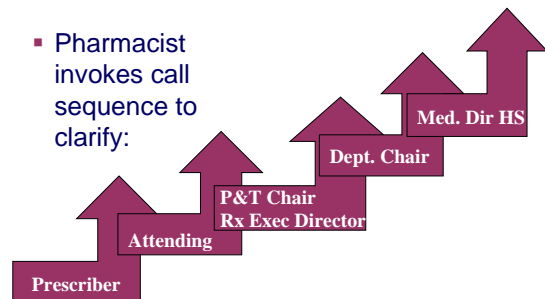 Pharmacist
invokes call
sequence to
clarify:
Prescriber
Attending
P&T Chair
Rx Exec Director
Dept. Chair
Med. Dir HS